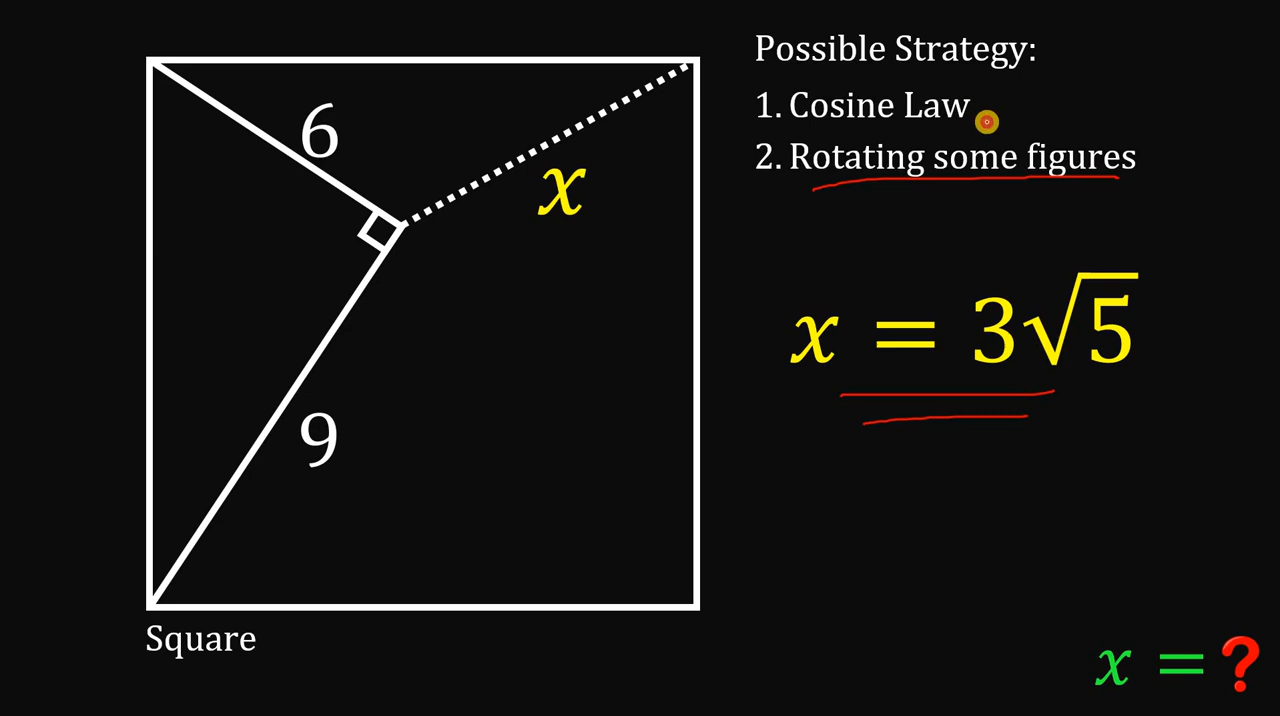 Possible Strategy:
1. Cosine Law
2. Rotating some figures
6
x
9
x = 3√5
Square
x = ?